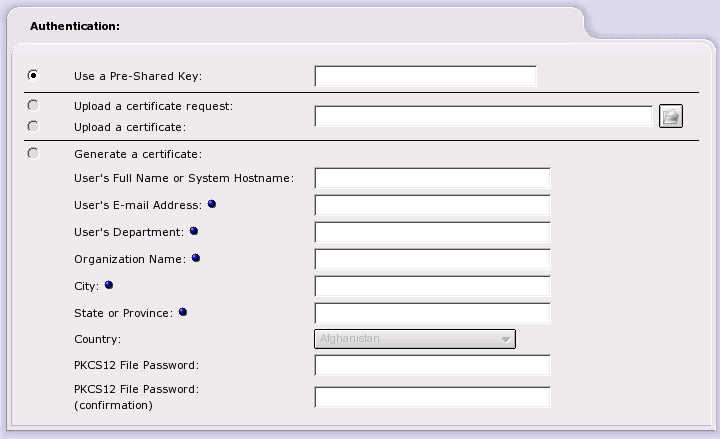 Authentication:
Use a Pre-Shared Key:
Upload a certificate request:
Upload a certificate:
Generate a certificate:
User's Full Name or System Hostname:
User's E-mail Address:
User's Department:
Organization Name:
City:
State or Province:
Country:
Afghanistan
PKCS12 File Password:
PKCS12 File Password:
(confirmation)